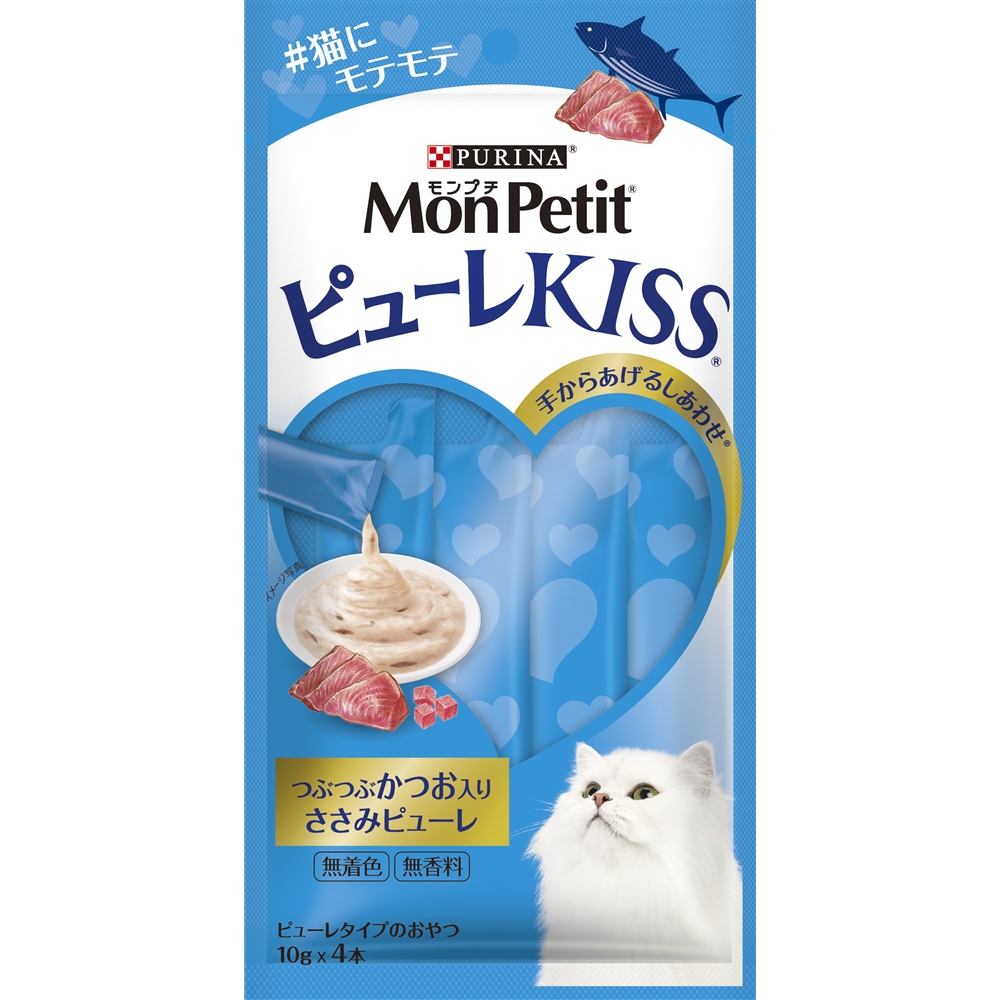 #猫に
モテモテ
PURINA®
モンプチ
Mon Petit®
ピューレKISS®
手からあげるしあわせ®
イメージ写真
つぶつぶかつお入り
ささみピューレ
無着色 無香料
ピューレタイプのおやつ
10g x 4本